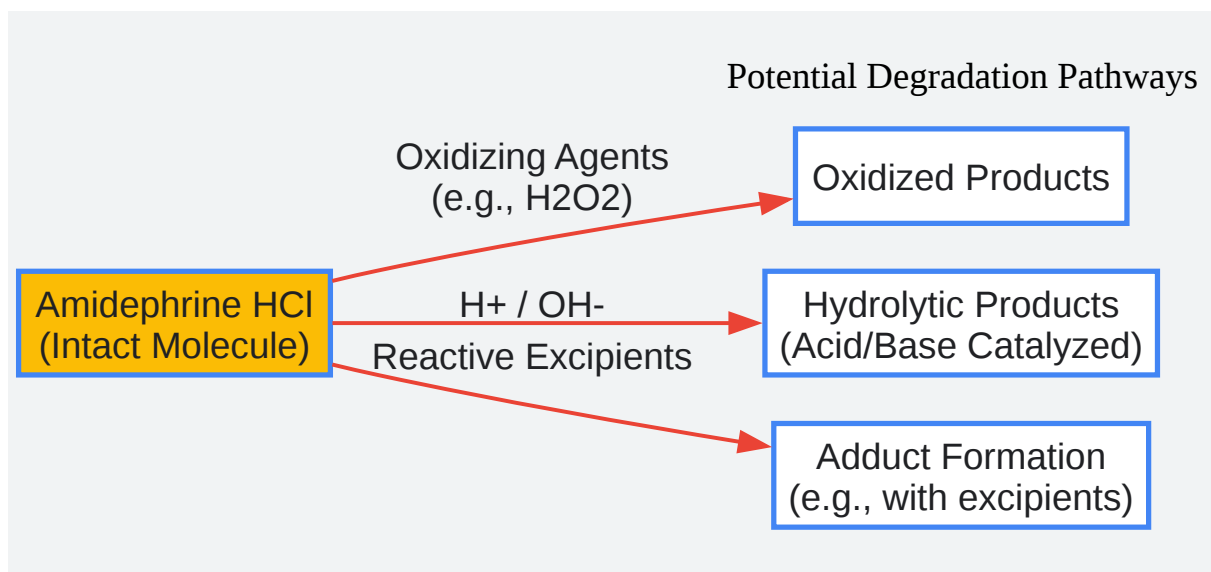 Potential Degradation Pathways
Oxidizing Agents
(e.g., H2O2)
Oxidized Products
Amidephrine HCl
(Intact Molecule)
H+ / OH-
Hydrolytic Products
(Acid/Base Catalyzed)
Reactive Excipients
Adduct Formation
(e.g., with excipients)